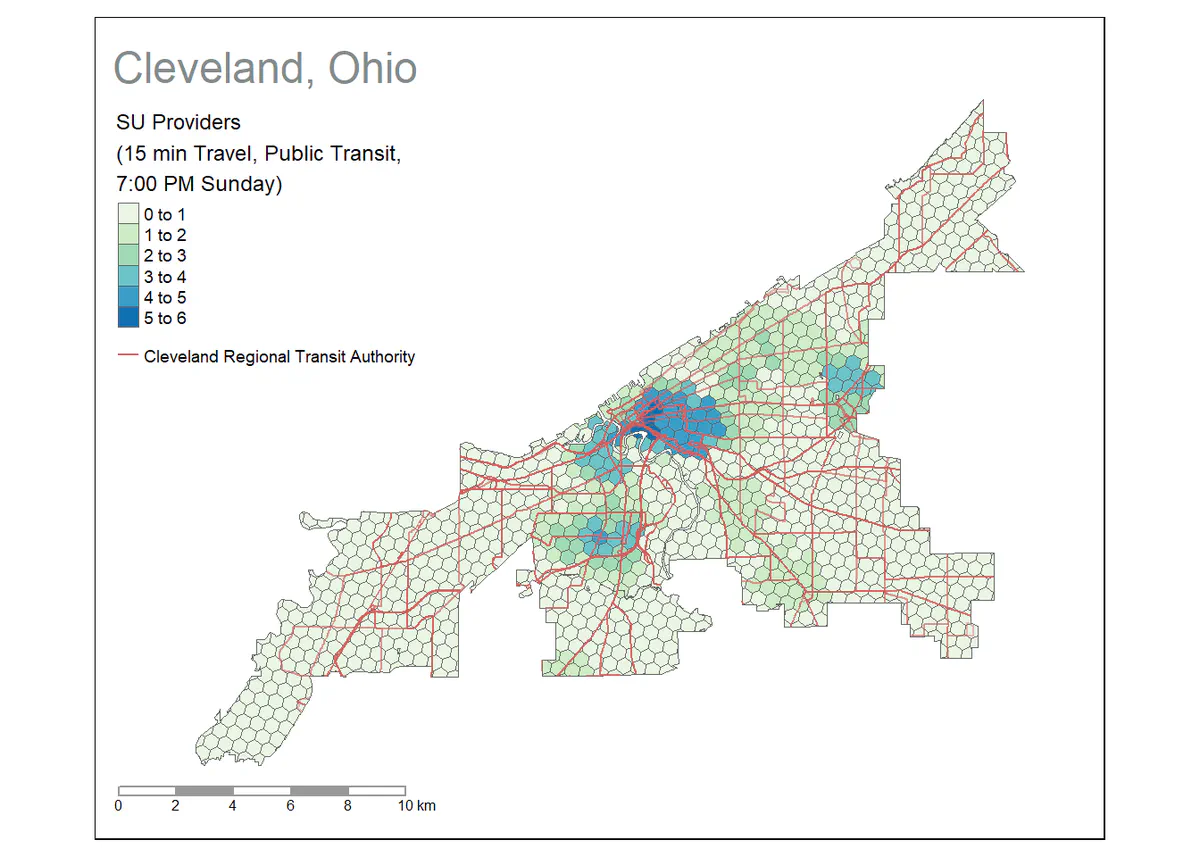 Cleveland, Ohio
SU Providers
(15 min Travel, Public Transit,
7:00 PM Sunday)
0 to 1
1 to 2
2 to 3
3 to 4
4 to 5
5 to 6
Cleveland Regional Transit Authority
0 2 4 6 8 10 km